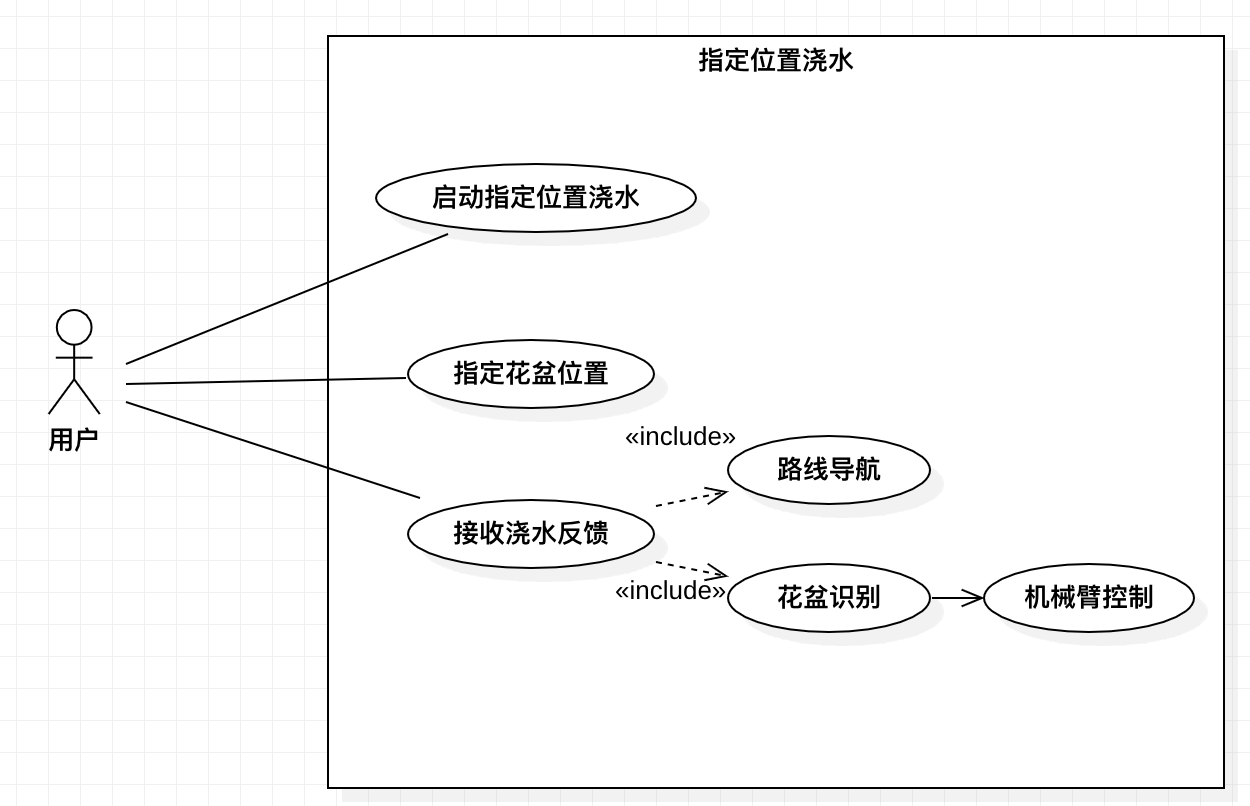 指定位置浇水
启动指定位置浇水
用户
指定花盆位置
«include»
路线导航
接收浇水反馈
«include»
花盆识别
机械臂控制